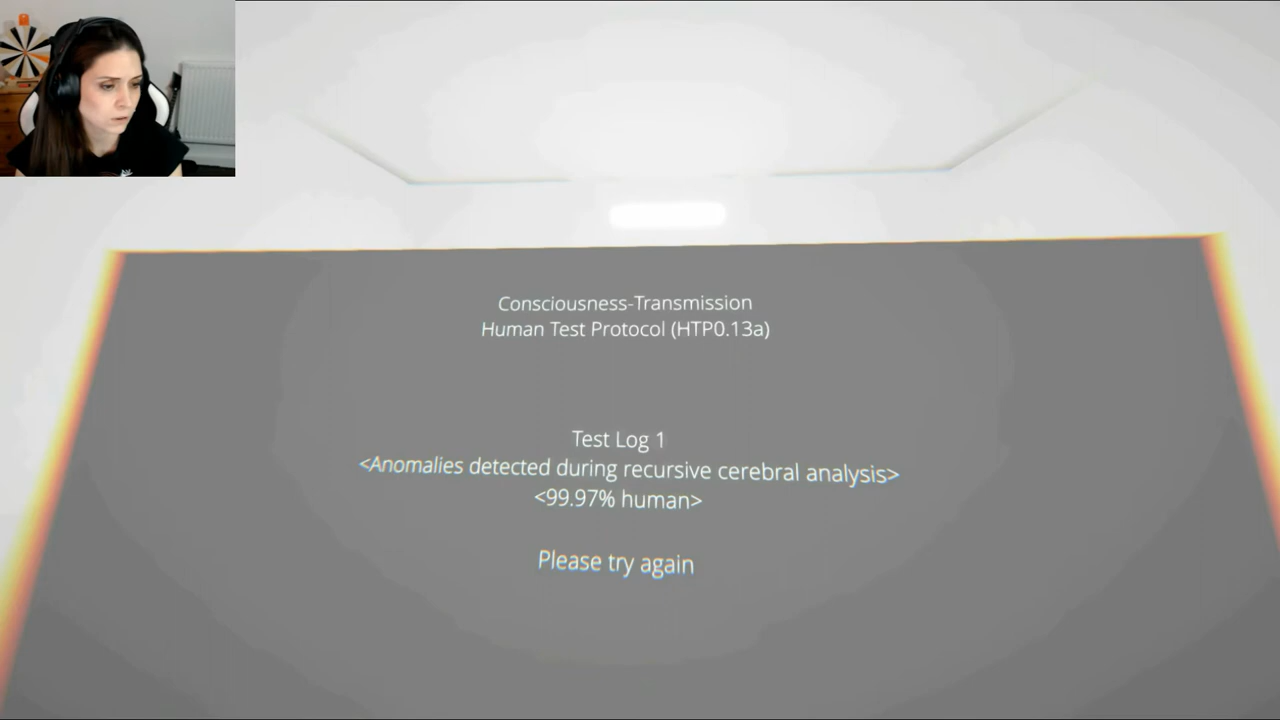 Consciousness-Transmission
Human Test Protocol (HTP0.13a)
Test Log 1
<Anomalies detected during recursive cerebral analysis>
<99.97% human>
Please try again